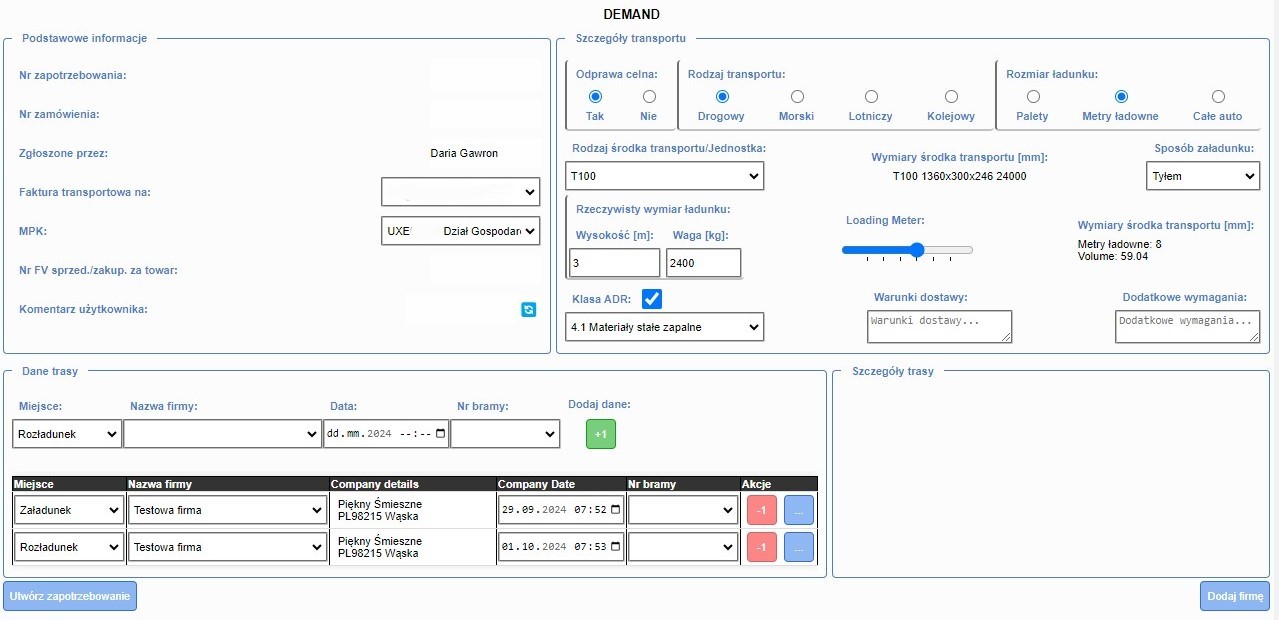 DEMAND
Podstawowe informacje
Nr zapotrzebowania:
Nr zamówienia:
Zgłoszone przez:
Daria Gawron
Faktura transportowa na:
MPK:
UXE Dział Gospodarc
Nr FV sprzed./zakup. za towar:
Komentarz użytkownika:
Szczegóły transportu
Odprawa celna:
Tak
Nie
Rodzaj transportu:
Drogowy
Morski
Lotniczy
Kolejowy
Rozmiar ładunku:
Palety
Metry ładowne
Całe auto
Rodzaj środka transportu/Jednostka:
T100
Wymiary środka transportu [mm]:
T100 1360x300x246 24000
Sposób załadunku:
Tyłem
Rzeczywisty wymiar ładunku:
Wysokość [m]:
Waga [kg]:
3
2400
Loading Meter:
Wymiary środka transportu [mm]:
Metry ładowne: 8
Volume: 59.04
Klasa ADR:
4.1 Materiały stałe zapalne
Warunki dostawy:
Warunki dostawy...
Dodatkowe wymagania:
Dodatkowe wymagania...
Dane trasy
Miejsce:
Nazwa firmy:
Data:
Nr bramy:
Dodaj dane:
Rozładunek
dd.mm.2024 --:--
+1
Miejsce
Nazwa firmy
Company details
Company Date
Nr bramy
Akcje
Załadunek
Testowa firma
Piękny Śmieszne
PL98215 Wąska
29.09.2024 07:52
-1
...
Rozładunek
Testowa firma
Piękny Śmieszne
PL98215 Wąska
01.10.2024 07:53
-1
...
Szczegóły trasy
Utwórz zapotrzebowanie
Dodaj firmę